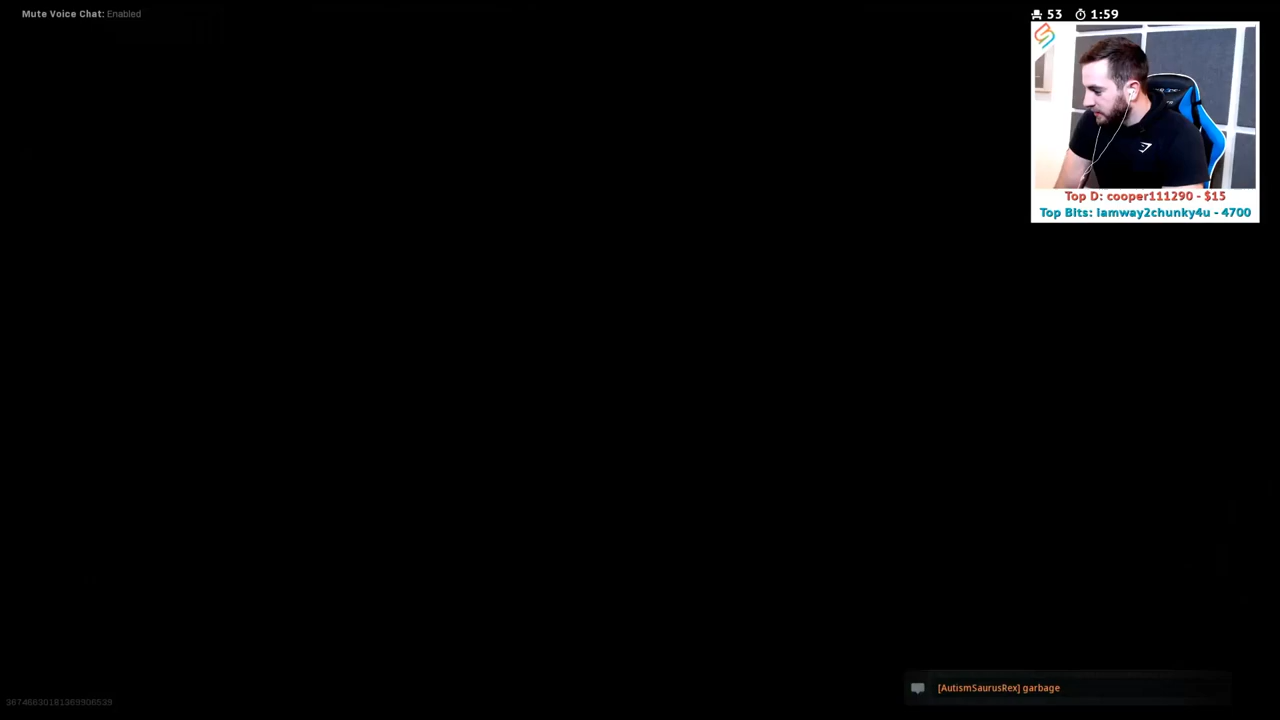 Mute Voice Chat: Enabled
53 1:59
Top D: cooper111290 - $15
Top Bits: iamway2chunky4u - 4700
[AutismSaurusRex] garbage